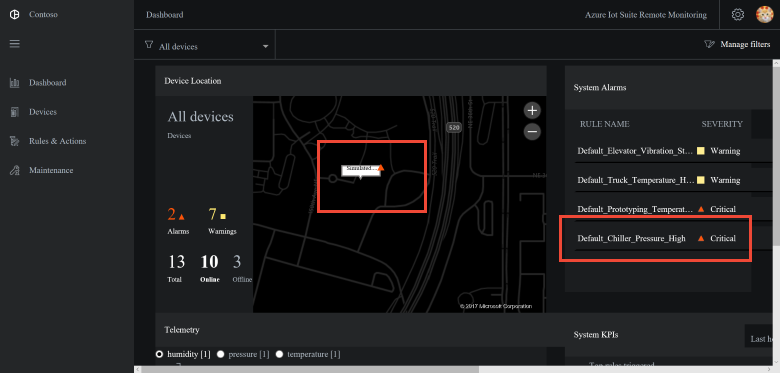 Contoso
Dashboard
Azure Iot Suite Remote Monitoring
All devices
Manage filters
Dashboard
Devices
Rules & Actions
Maintenance
Device Location
All devices
Devices
2
7
Alarms
Warnings
13
10
3
Total
Online
Offline
520
Simulated...
© 2017 Microsoft Corporation
System Alarms
RULE NAME
SEVERITY
Default_Elevator_Vibration_St...
Warning
Default_Truck_Temperature_H...
Warning
Default_Prototyping_Temperat...
Critical
Default_Chiller_Pressure_High
Critical
Telemetry
humidity [1]
pressure [1]
temperature [1]
System KPIs
Last
Top rules triggered